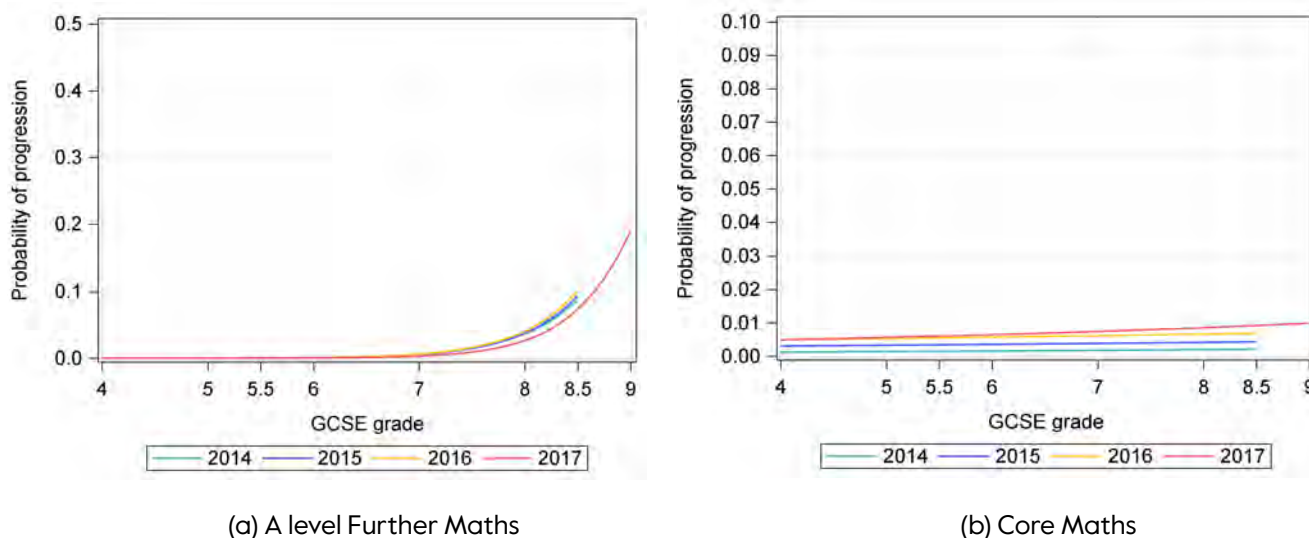 0.5
0.4
0.3
0.2
0.1
0.0
Probability of progression
4 5 5.5 6 7 8 8.5 9
GCSE grade
2014 2015 2016 2017
(a) A level Further Maths
0.10
0.09
0.08
0.07
0.06
0.05
0.04
0.03
0.02
0.01
0.00
Probability of progression
4 5 5.5 6 7 8 8.5 9
GCSE grade
2014 2015 2016 2017
(b) Core Maths